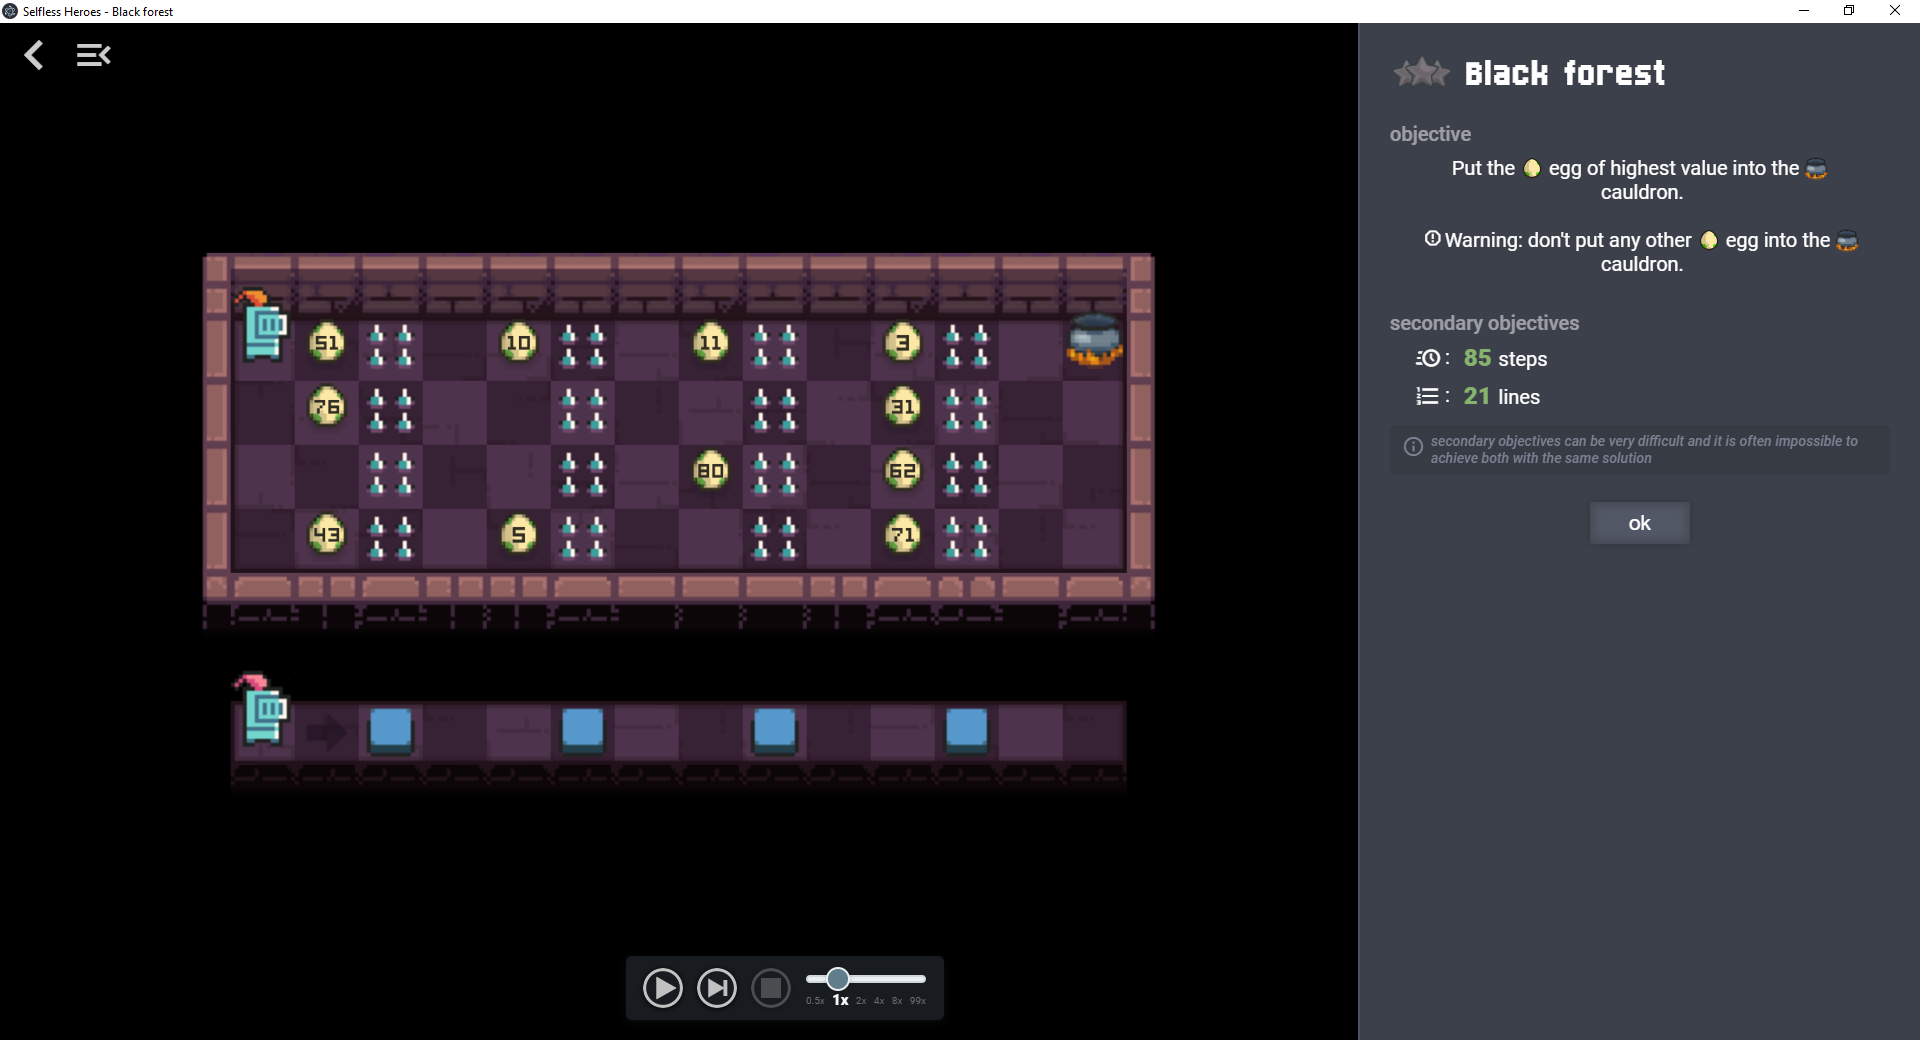 Selfless Heroes - Black forest
Black forest
objective
Put the egg of highest value into the
cauldron.
Warning: don't put any other egg into the
cauldron.
secondary objectives
: 85 steps
: 21 lines
secondary objectives can be very difficult and it is often impossible to
achieve both with the same solution
ok
51 10 11 3
76 31
80 62
43 5 71
0.5x 1x 2x 4x 8x 99x